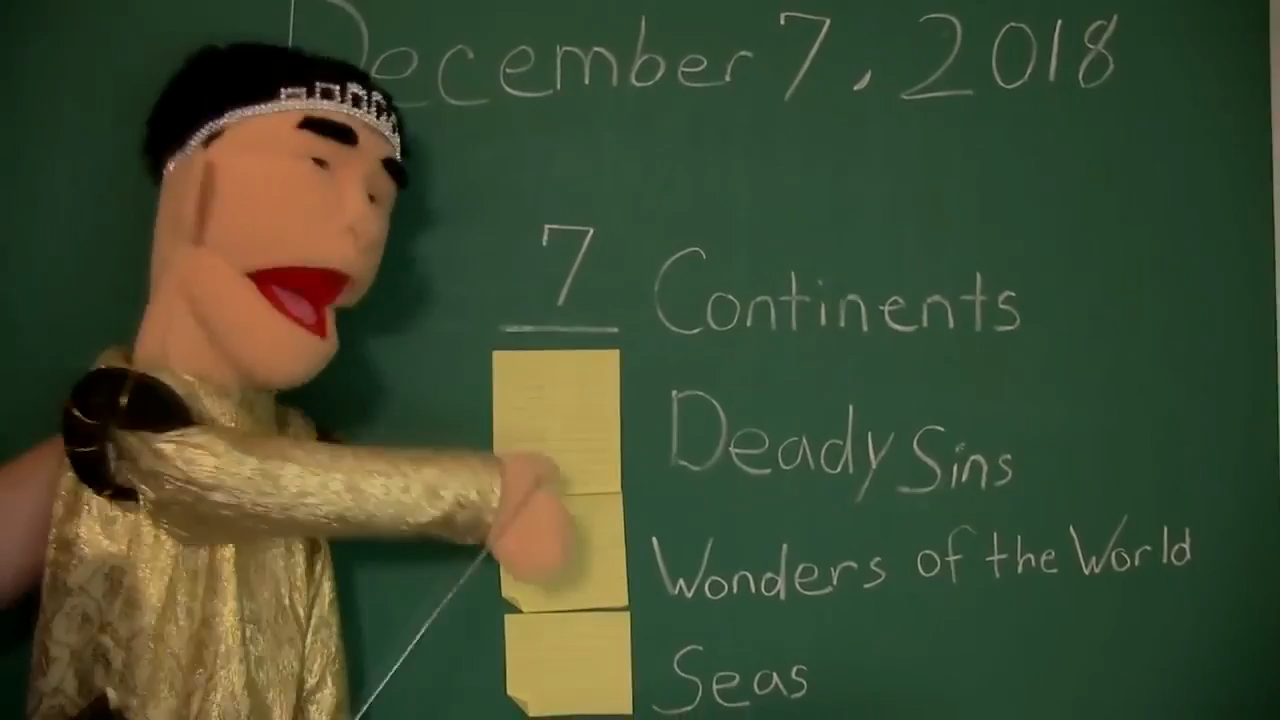 December 7, 2018
7 Continents
Deady Sins
Wonders of the World
Seas